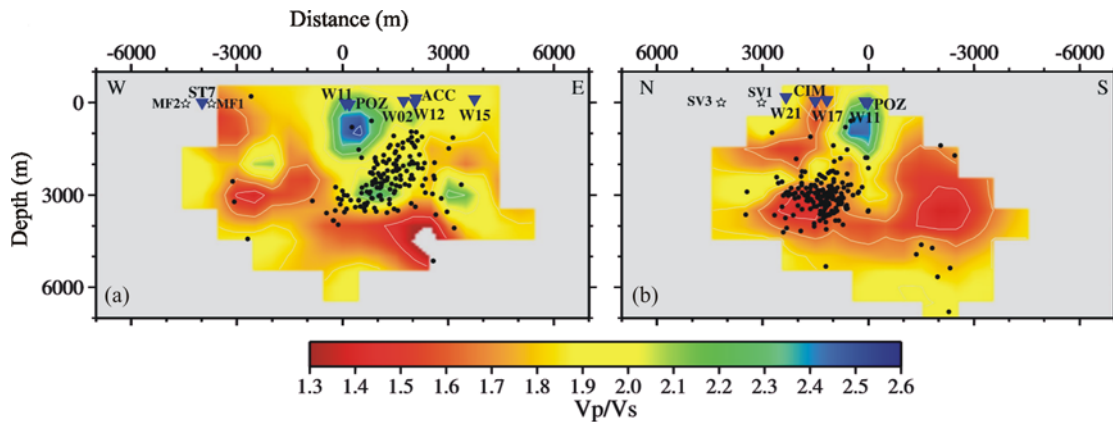 Distance (m)
-6000 -3000 0 3000 6000 6000 3000 0 -3000 -6000
W E N S
ST7 W11 ACC SV1 CIM
0 MF2 MF1 POZ W02 W12 W15 SV3 W21 W17 W11 POZ
Depth (m)
3000
6000
(a) (b)
1.3 1.4 1.5 1.6 1.7 1.8 1.9 2.0 2.1 2.2 2.3 2.4 2.5 2.6
Vp/Vs